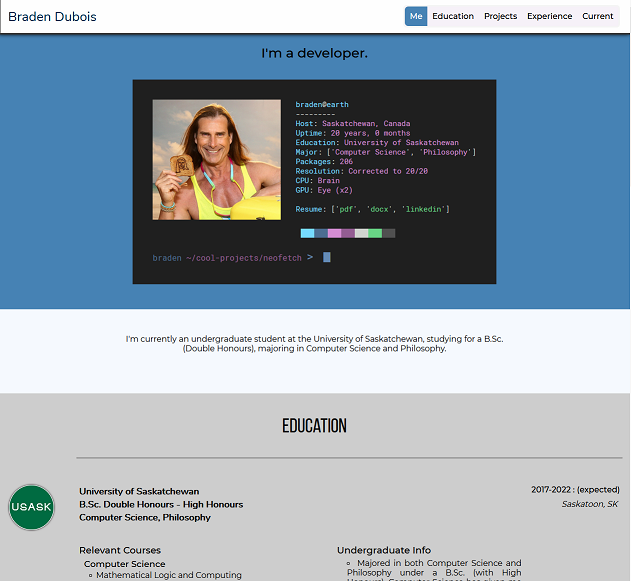 Braden Dubois
Me Education Projects Experience Current
I'm a developer.
braden@earth
---------
Host: Saskatchewan, Canada
Uptime: 20 years, 0 months
Education: University of Saskatchewan
Major: ['Computer Science', 'Philosophy']
Packages: 206
Resolution: Corrected to 20/20
CPU: Brain
GPU: Eye (x2)
Resume: ['pdf', 'docx', 'linkedin']
braden ~/cool-projects/neofetch >
I'm currently an undergraduate student at the University of Saskatchewan, studying for a B.Sc.
(Double Honours), majoring in Computer Science and Philosophy.
EDUCATION
USASK
University of Saskatchewan
B.Sc. Double Honours - High Honours
Computer Science, Philosophy
2017-2022 : (expected)
Saskatoon, SK
Relevant Courses
Computer Science
Mathematical Logic and Computing
Undergraduate Info
Majored in both Computer Science and
Philosophy under a B.Sc. (with High